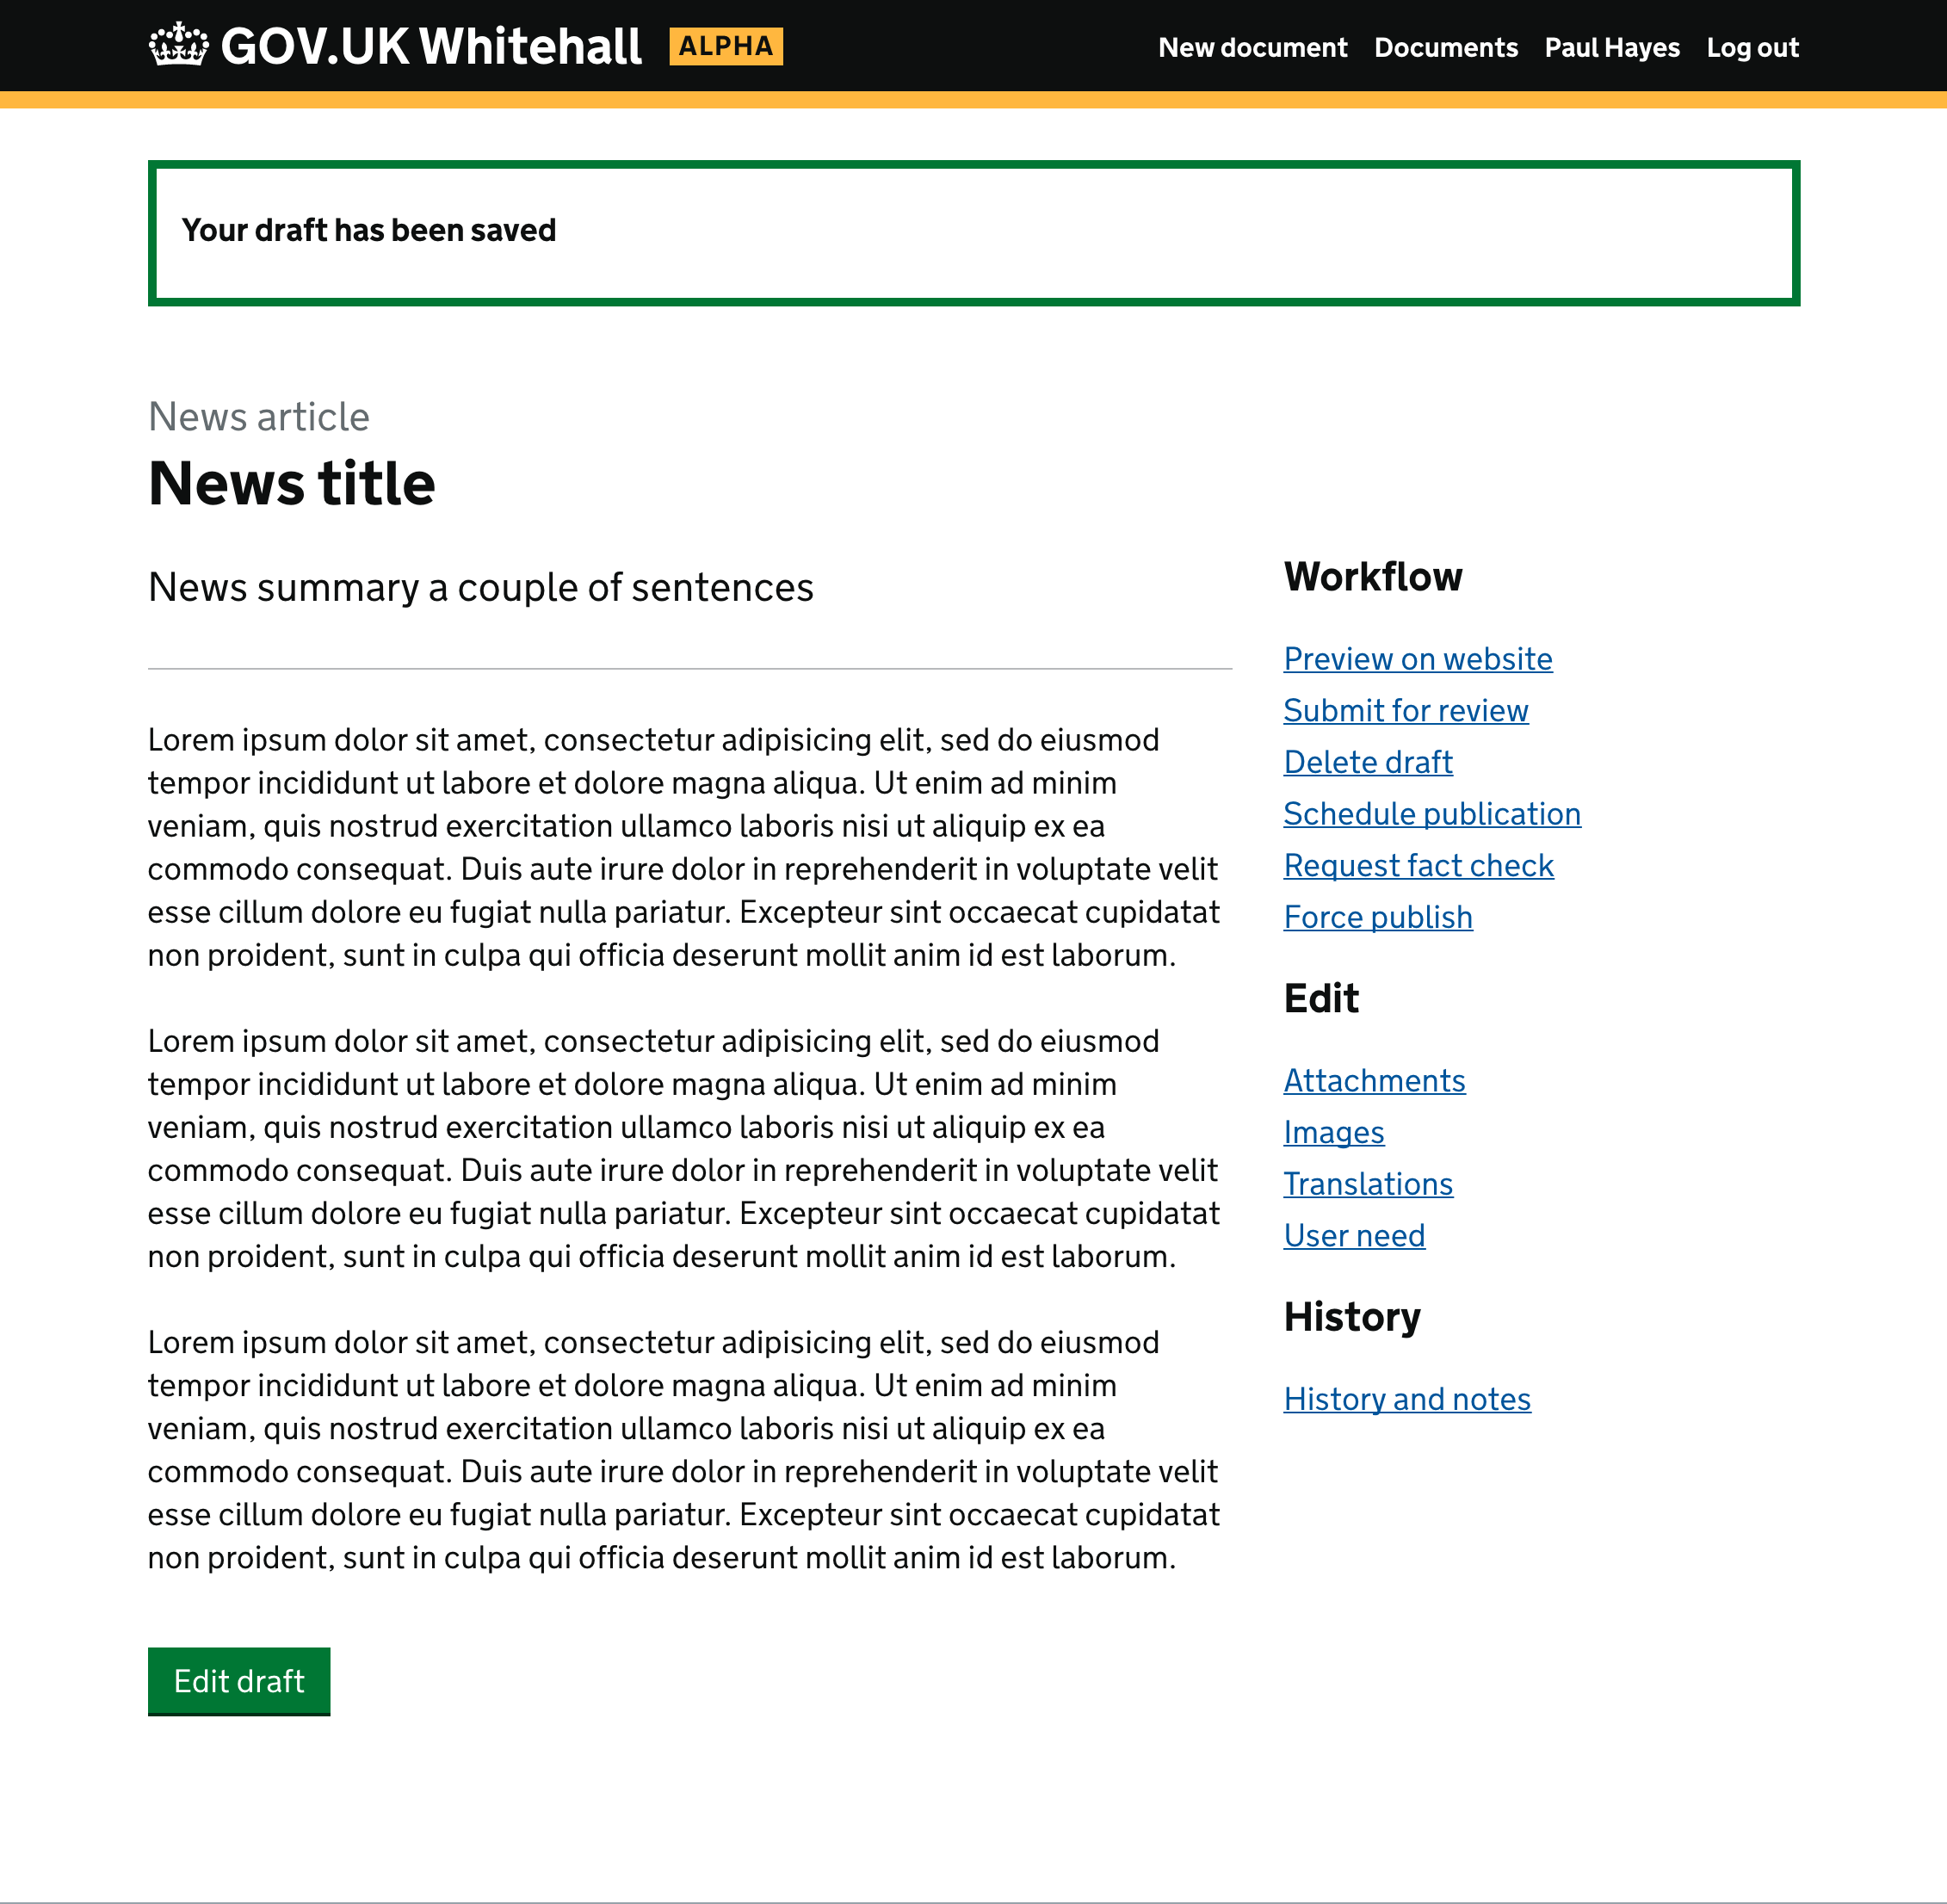 GOV.UK Whitehall ALPHA New document Documents Paul Hayes Log out
Your draft has been saved
News article
News title
News summary a couple of sentences
Lorem ipsum dolor sit amet, consectetur adipisicing elit, sed do eiusmod
tempor incididunt ut labore et dolore magna aliqua. Ut enim ad minim
veniam, quis nostrud exercitation ullamco laboris nisi ut aliquip ex ea
commodo consequat. Duis aute irure dolor in reprehenderit in voluptate velit
esse cillum dolore eu fugiat nulla pariatur. Excepteur sint occaecat cupidatat
non proident, sunt in culpa qui officia deserunt mollit anim id est laborum.
Lorem ipsum dolor sit amet, consectetur adipisicing elit, sed do eiusmod
tempor incididunt ut labore et dolore magna aliqua. Ut enim ad minim
veniam, quis nostrud exercitation ullamco laboris nisi ut aliquip ex ea
commodo consequat. Duis aute irure dolor in reprehenderit in voluptate velit
esse cillum dolore eu fugiat nulla pariatur. Excepteur sint occaecat cupidatat
non proident, sunt in culpa qui officia deserunt mollit anim id est laborum.
Lorem ipsum dolor sit amet, consectetur adipisicing elit, sed do eiusmod
tempor incididunt ut labore et dolore magna aliqua. Ut enim ad minim
veniam, quis nostrud exercitation ullamco laboris nisi ut aliquip ex ea
commodo consequat. Duis aute irure dolor in reprehenderit in voluptate velit
esse cillum dolore eu fugiat nulla pariatur. Excepteur sint occaecat cupidatat
non proident, sunt in culpa qui officia deserunt mollit anim id est laborum.
Edit draft
Workflow
Preview on website
Submit for review
Delete draft
Schedule publication
Request fact check
Force publish
Edit
Attachments
Images
Translations
User need
History
History and notes